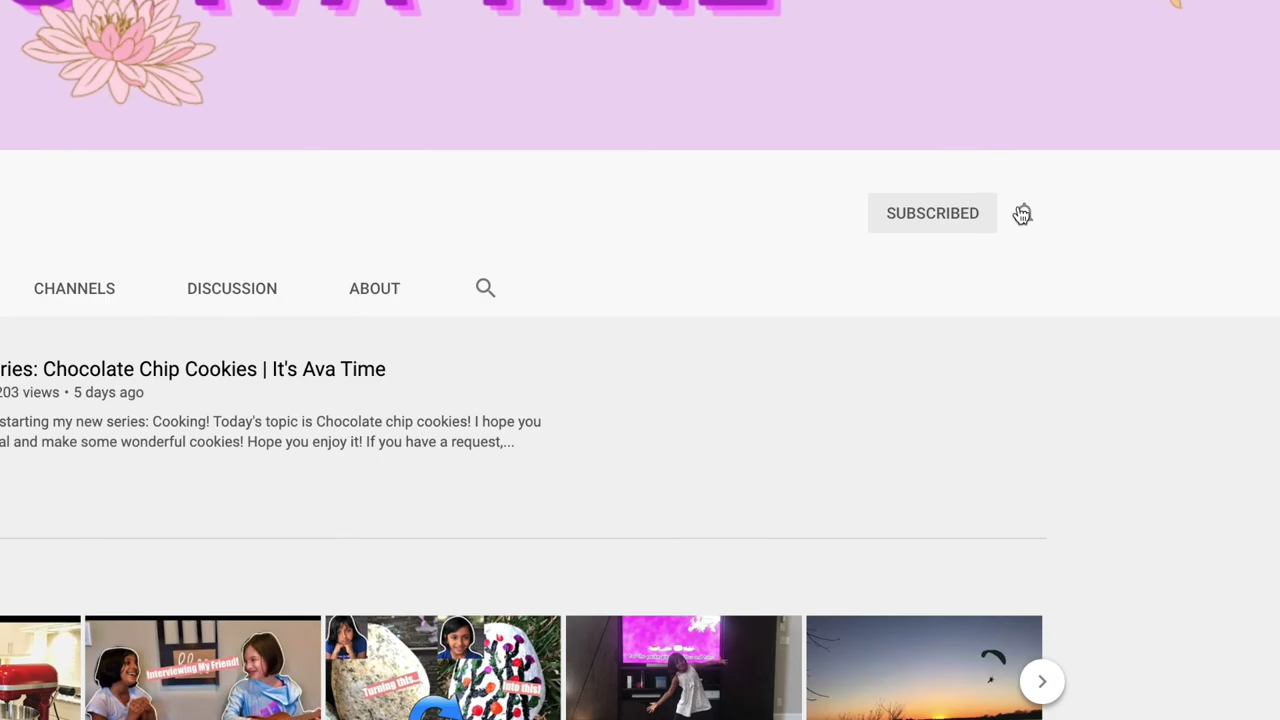 SUBSCRIBED
CHANNELS DISCUSSION ABOUT
ries: Chocolate Chip Cookies | It's Ava Time
203 views • 5 days ago
starting my new series: Cooking! Today's topic is Chocolate chip cookies! I hope you
al and make some wonderful cookies! Hope you enjoy it! If you have a request,...
Interviewing My Friend!
Turning this...
into this!